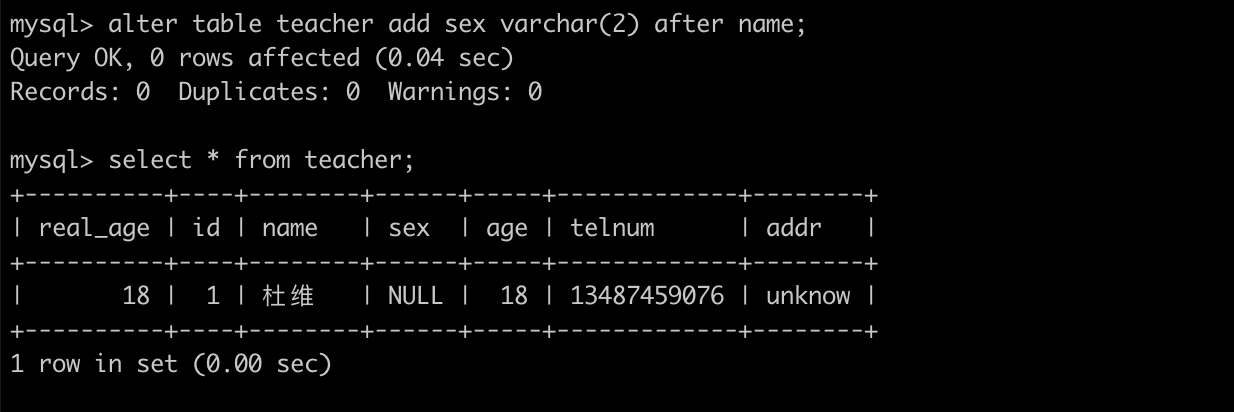 mysql> alter table teacher add sex varchar(2) after name;
Query OK, 0 rows affected (0.04 sec)
Records: 0  Duplicates: 0  Warnings: 0

mysql> select * from teacher;
+----------+----+--------+------+-----+-------------+--------+
| real_age | id | name   | sex  | age | telnum      | addr   |
+----------+----+--------+------+-----+-------------+--------+
|       18 |  1 | 杜维   | NULL |  18 | 13487459076 | unknow |
+----------+----+--------+------+-----+-------------+--------+
1 row in set (0.00 sec)